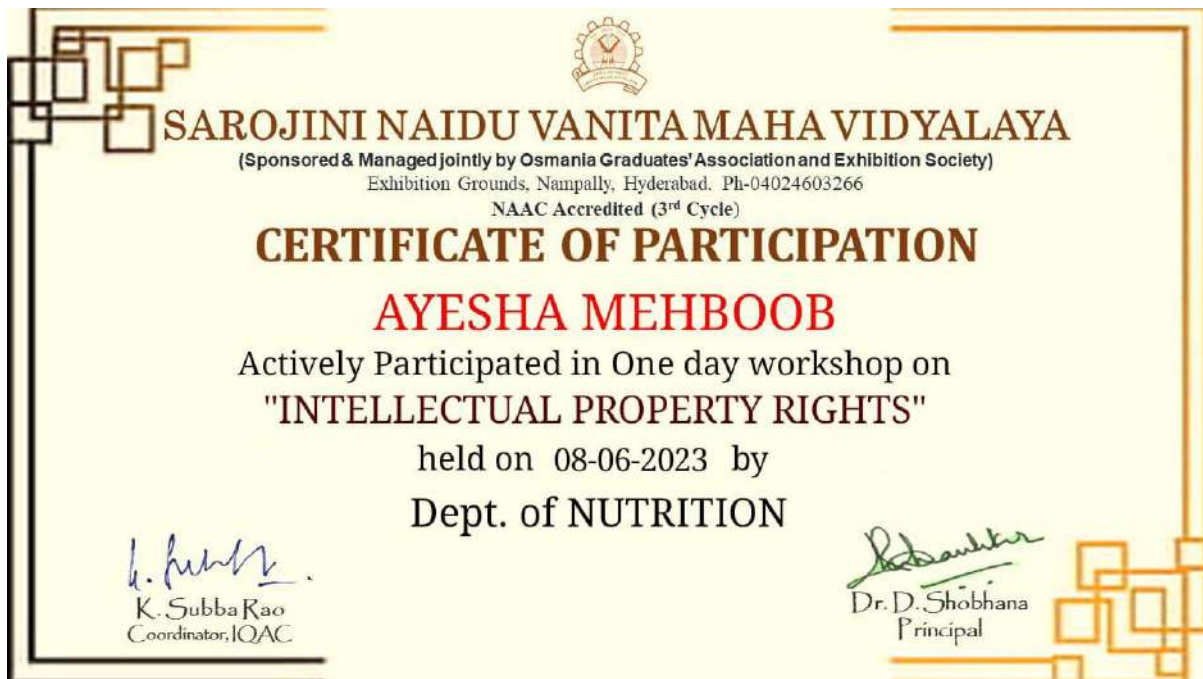 SAROJINI NAIDU VANITA MAHA VIDYALAYA
(Sponsored & Managed jointly by Osmania Graduates' Association and Exhibition Society)
Exhibition Grounds, Nampally, Hyderabad. Ph-04024603266
NAAC Accredited (3rd Cycle)
CERTIFICATE OF PARTICIPATION
AYESHA MEHBOOB
Actively Participated in One day workshop on
"INTELLECTUAL PROPERTY RIGHTS"
held on 08-06-2023 by
Dept. of NUTRITION
K. Subba Rao
Coordinator, IQAC
Dr. D. Shobhana
Principal